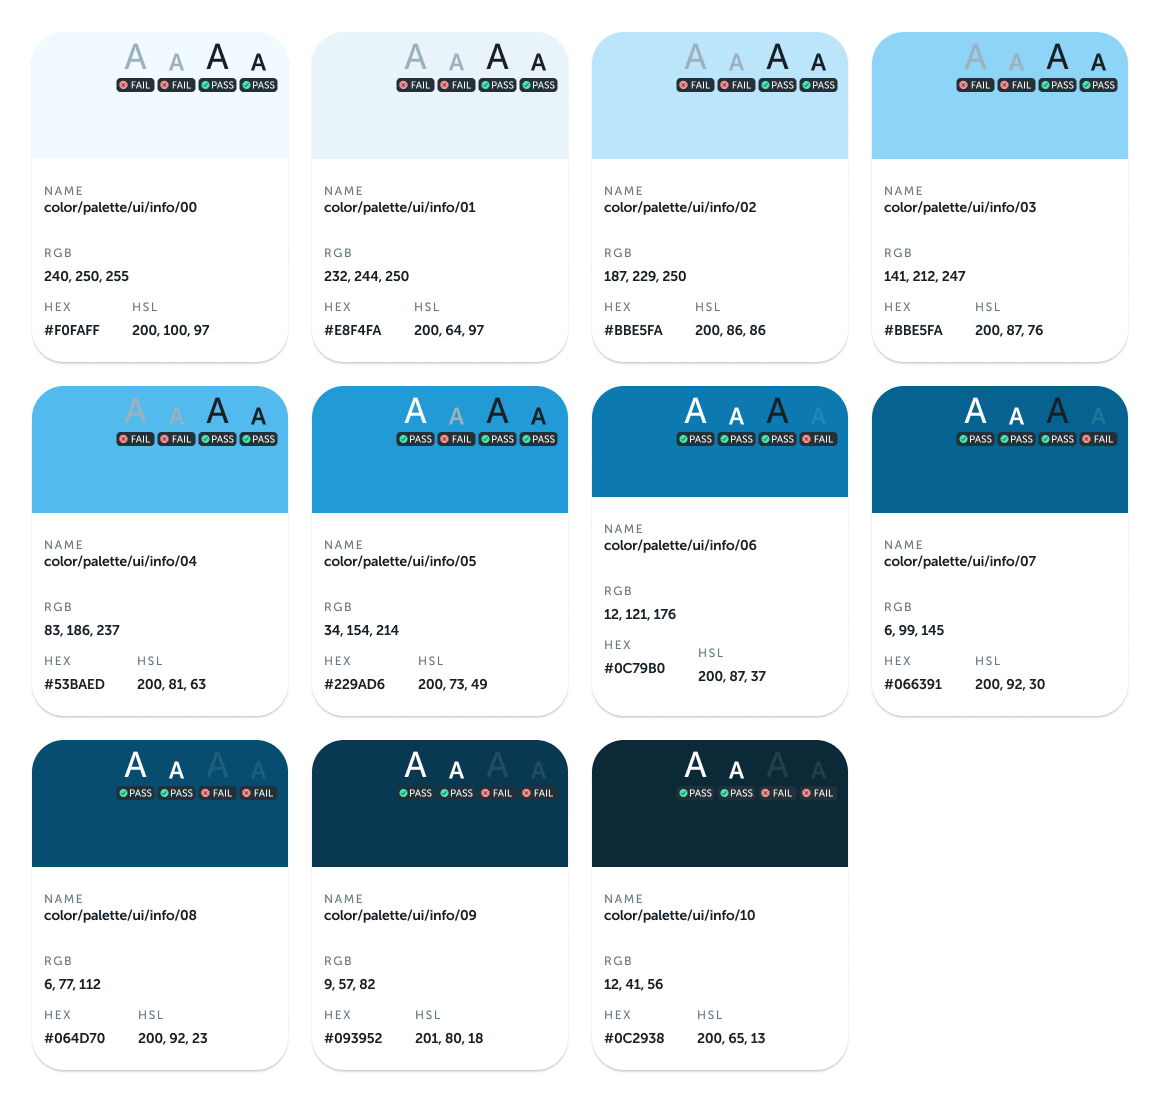 A A A A
FAIL FAIL PASS PASS
NAME
color/palette/ui/info/00
RGB
240, 250, 255
HEX HSL
#F0FAFF 200, 100, 97
A A A A
FAIL FAIL PASS PASS
NAME
color/palette/ui/info/01
RGB
232, 244, 250
HEX HSL
#E8F4FA 200, 64, 97
A A A A
FAIL FAIL PASS PASS
NAME
color/palette/ui/info/02
RGB
187, 229, 250
HEX HSL
#BBE5FA 200, 86, 86
A A A A
FAIL FAIL PASS PASS
NAME
color/palette/ui/info/03
RGB
141, 212, 247
HEX HSL
#BBE5FA 200, 87, 76
A A A A
FAIL FAIL PASS PASS
NAME
color/palette/ui/info/04
RGB
83, 186, 237
HEX HSL
#53BAED 200, 81, 63
A A A A
PASS FAIL PASS PASS
NAME
color/palette/ui/info/05
RGB
34, 154, 214
HEX HSL
#229AD6 200, 73, 49
A A A A
PASS PASS PASS FAIL
NAME
color/palette/ui/info/06
RGB
12, 121, 176
HEX HSL
#0C79B0 200, 87, 37
A A A A
PASS PASS PASS FAIL
NAME
color/palette/ui/info/07
RGB
6, 99, 145
HEX HSL
#066391 200, 92, 30
A A A A
PASS PASS FAIL FAIL
NAME
color/palette/ui/info/08
RGB
6, 77, 112
HEX HSL
#064D70 200, 92, 23
A A A A
PASS PASS FAIL FAIL
NAME
color/palette/ui/info/09
RGB
9, 57, 82
HEX HSL
#093952 201, 80, 18
A A A A
PASS PASS FAIL FAIL
NAME
color/palette/ui/info/10
RGB
12, 41, 56
HEX HSL
#0C2938 200, 65, 13